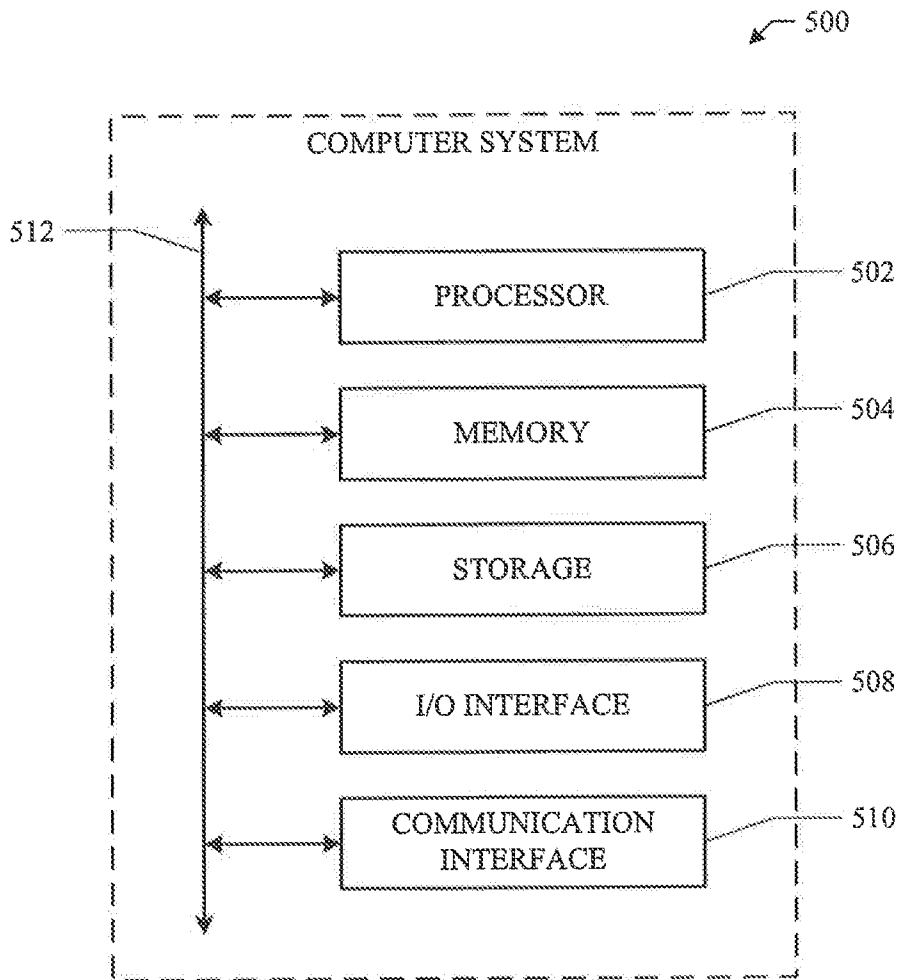 500
COMPUTER SYSTEM
512
PROCESSOR
502
MEMORY
504
STORAGE
506
I/O INTERFACE
508
COMMUNICATION
INTERFACE
510